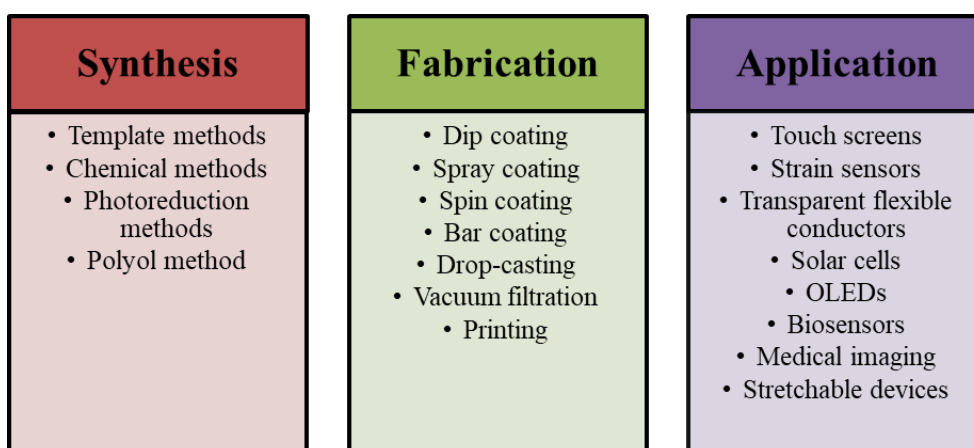 Synthesis
• Template methods
• Chemical methods
• Photoreduction
methods
• Polyol method
Fabrication
• Dip coating
• Spray coating
• Spin coating
• Bar coating
• Drop-casting
• Vacuum filtration
• Printing
Application
• Touch screens
• Strain sensors
• Transparent flexible
conductors
• Solar cells
• OLEDs
• Biosensors
• Medical imaging
• Stretchable devices